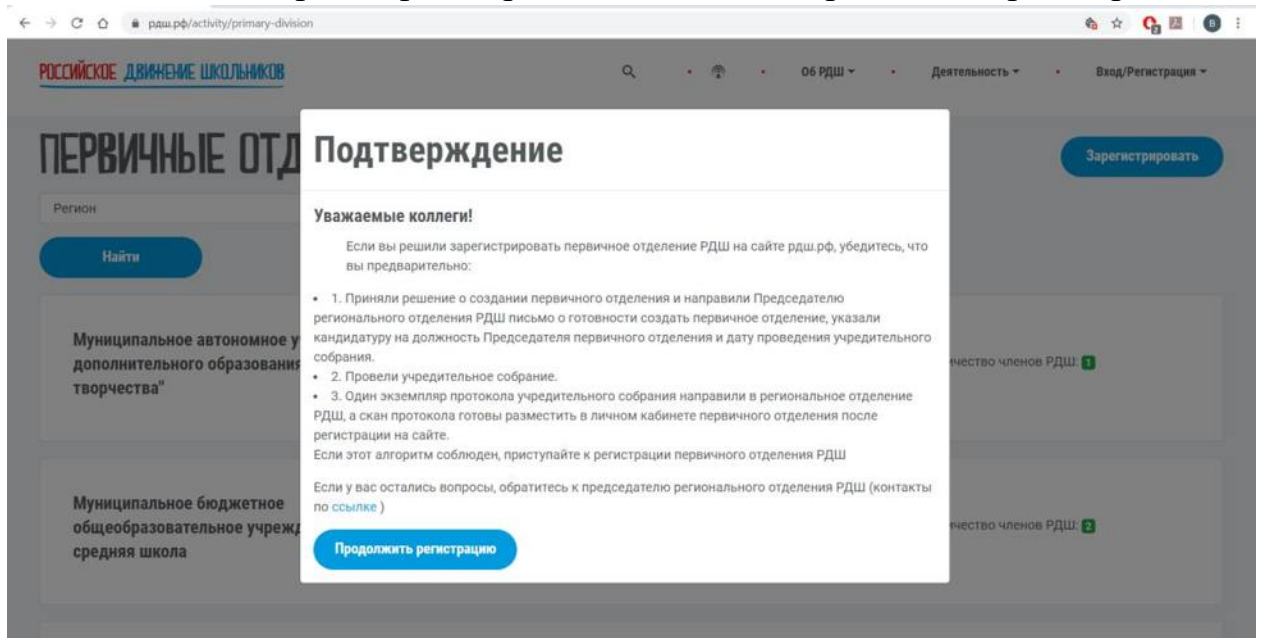 рдш.рф/activity/primary-division
2
B
РОССИЙСКОЕ ДВИЖЕНИЕ ШКОЛЬНИКОВ
Об РДШ
Деятельность
Вход/Регистрация
ПЕРВИЧНЫЕ ОТД
Зарегистрировать
Регион
Найти
Подтверждение
Уважаемые коллеги!
Если вы решили зарегистрировать первичное отделение РДШ на сайте рдш.рф, убедитесь, что
вы предварительно:
• 1. Приняли решение о создании первичного отделения и направили Председателю
регионального отделения РДШ письмо о готовности создать первичное отделение, указали
кандидатуру на должность Председателя первичного отделения и дату проведения учредительного
собрания.
• 2. Провели учредительное собрание.
• 3. Один экземпляр протокола учредительного собрания направили в региональное отделение
РДШ, а скан протокола готовы разместить в личном кабинете первичного отделения после
регистрации на сайте.
Если этот алгоритм соблюден, приступайте к регистрации первичного отделения РДШ
Если у вас остались вопросы, обратитесь к председателю регионального отделения РДШ (контакты
по ссылке )
Продолжить регистрацию
Муниципальное автономное у
дополнительного образования
творчества"
ичество членов РДШ: 1
Муниципальное бюджетное
общеобразовательное учрежд
средняя школа
ичество членов РДШ: 2